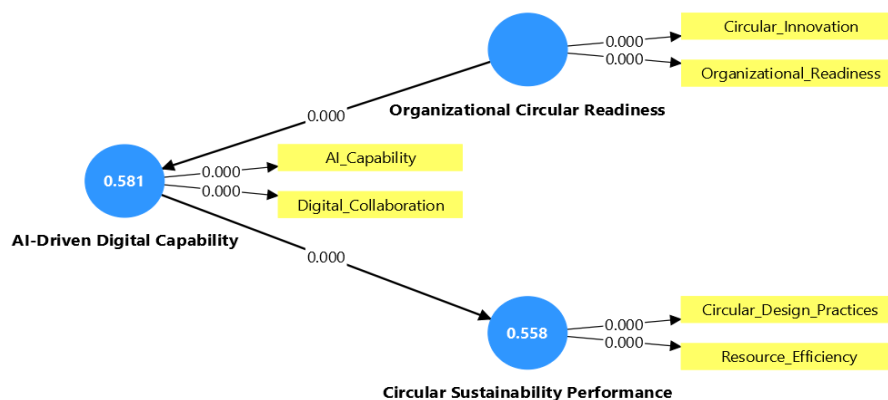 Circular_Innovation
0.000
0.000
Organizational_Readiness
Organizational Circular Readiness
0.000
AI_Capability
0.000
0.581
0.000
Digital_Collaboration
AI-Driven Digital Capability
0.000
Circular_Design_Practices
0.000
0.558
0.000
Resource_Efficiency
Circular Sustainability Performance